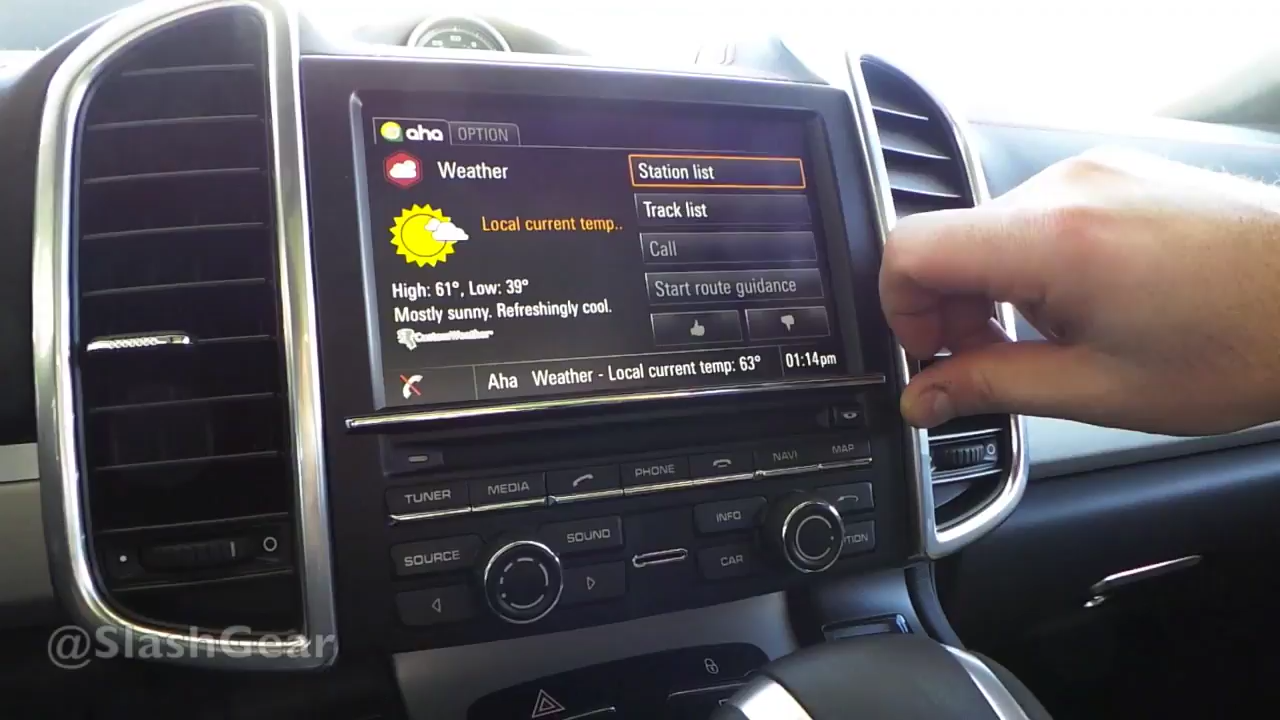 aha OPTION
Weather
Station list
Local current temp..
Track list
Call
High: 61°, Low: 39°
Start route guidance
Mostly sunny. Refreshingly cool.
CustomWeather
Aha Weather - Local current temp: 63° 01:14pm
TUNER MEDIA PHONE NAVI MAP
SOURCE SOUND INFO
CAR TION
@SlashGear